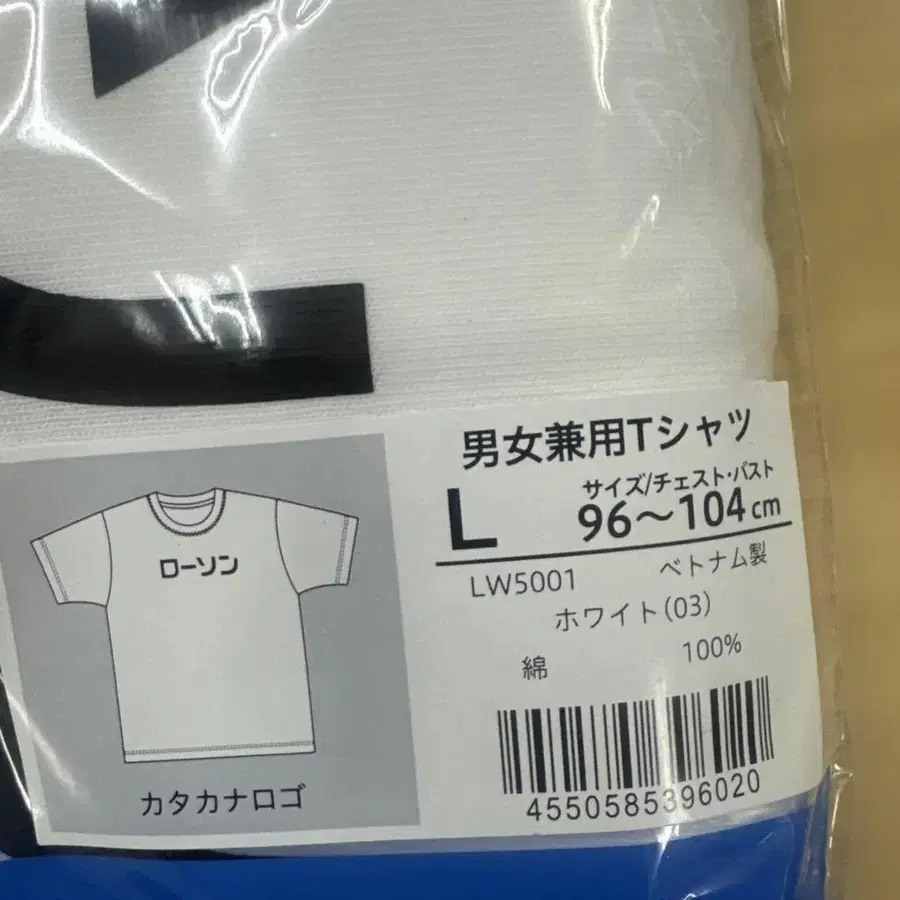 男女兼用Tシャツ
サイズ/チェスト・バスト
L 96～104cm
LW5001 ベトナム製
ホワイト(03)
綿 100%
4550585396020
ローソン
カタカナロゴ